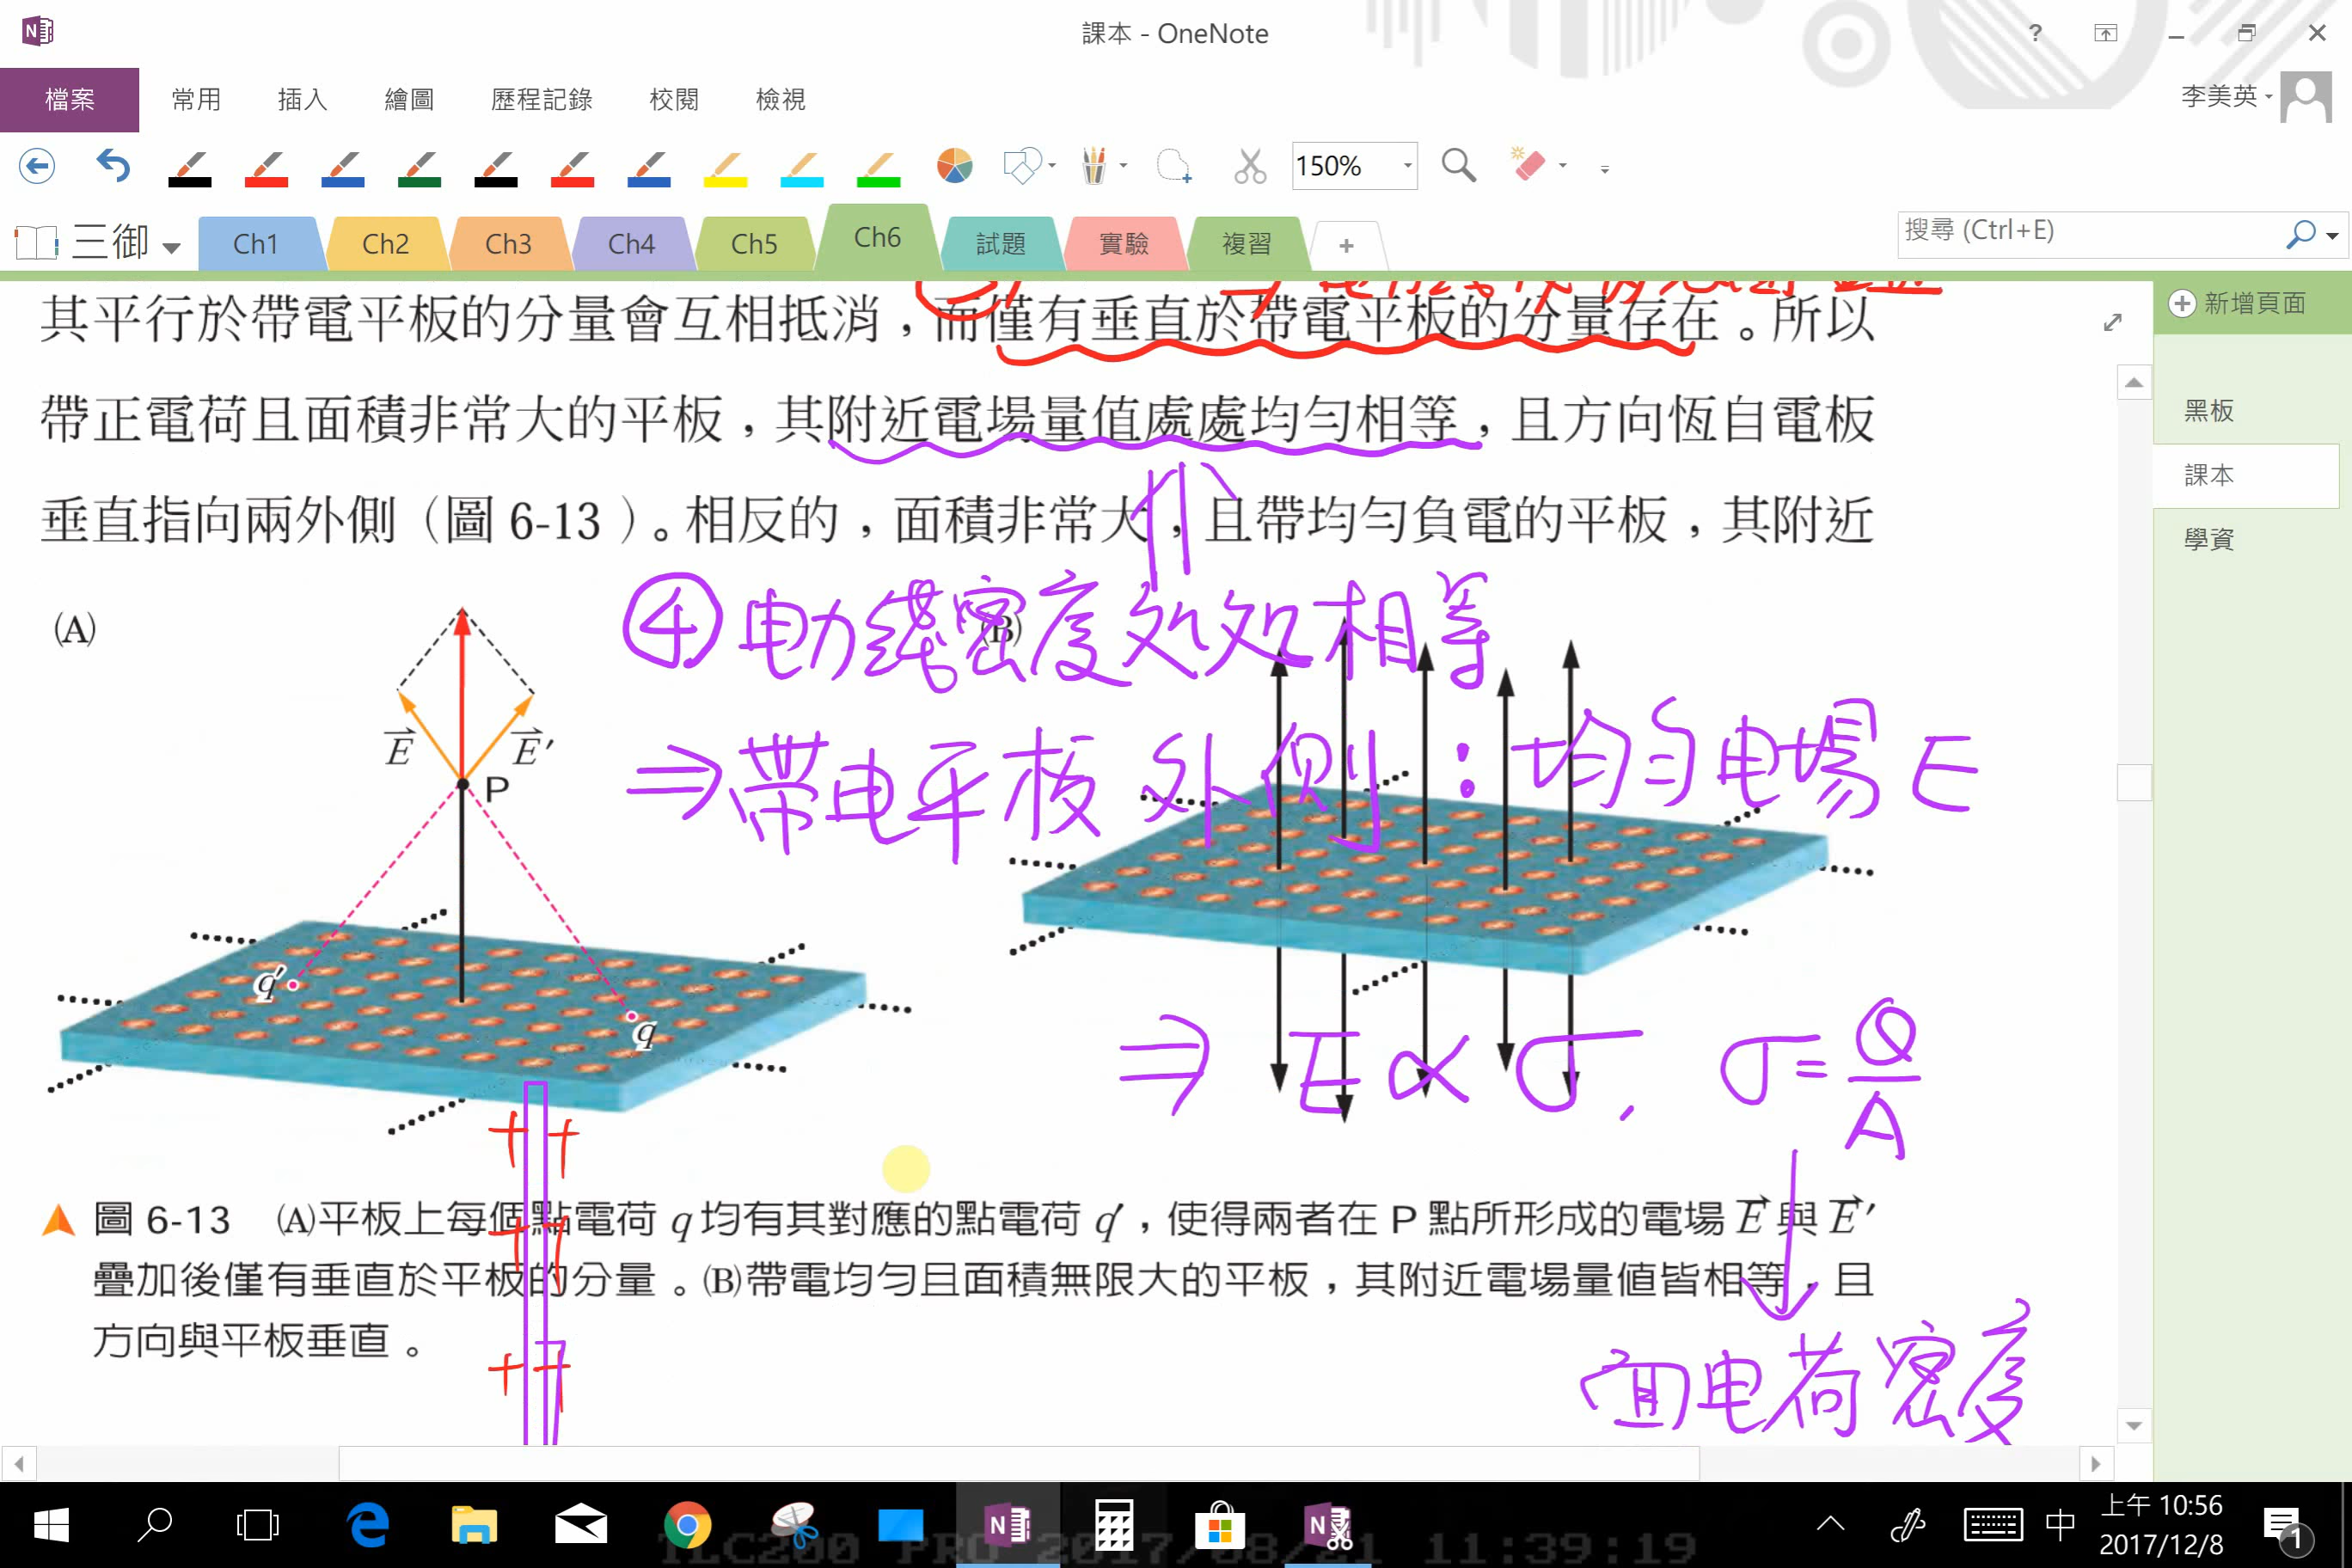 課本 - OneNote
?
檔案
常用
插入
繪圖
歷程記錄
校閱
檢視
李美英
150%
三御
Ch1
Ch2
Ch3
Ch4
Ch5
Ch6
試題
實驗
複習
+
搜尋 (Ctrl+E)
新增頁面
黑板
課本
學資
其平行於帶電平板的分量會互相抵消，而僅有垂直於帶電平板的分量存在。所以
帶正電荷且面積非常大的平板，其附近電場量值處處均勻相等，且方向恆自電板
垂直指向兩外側（圖 6-13）。相反的，面積非常大，且帶均勻負電的平板，其附近
(A)
(B)
④电力綫密度处处相等
⇒带电平板外側：均勻电場 E
E
E′
P
q′
q
⇒ E ∝ σ, σ = Q/A
面电荷密度
+ +
+ +
+ +
圖 6-13 (A)平板上每個點電荷 q 均有其對應的點電荷 q′，使得兩者在 P 點所形成的電場 E 與 E′
疊加後僅有垂直於平板的分量。(B)帶電均勻且面積無限大的平板，其附近電場量值皆相等，且
方向與平板垂直。
中
上午 10:56
2017/12/8
1
TLC200 PRO 2017/08/21 11:39:19